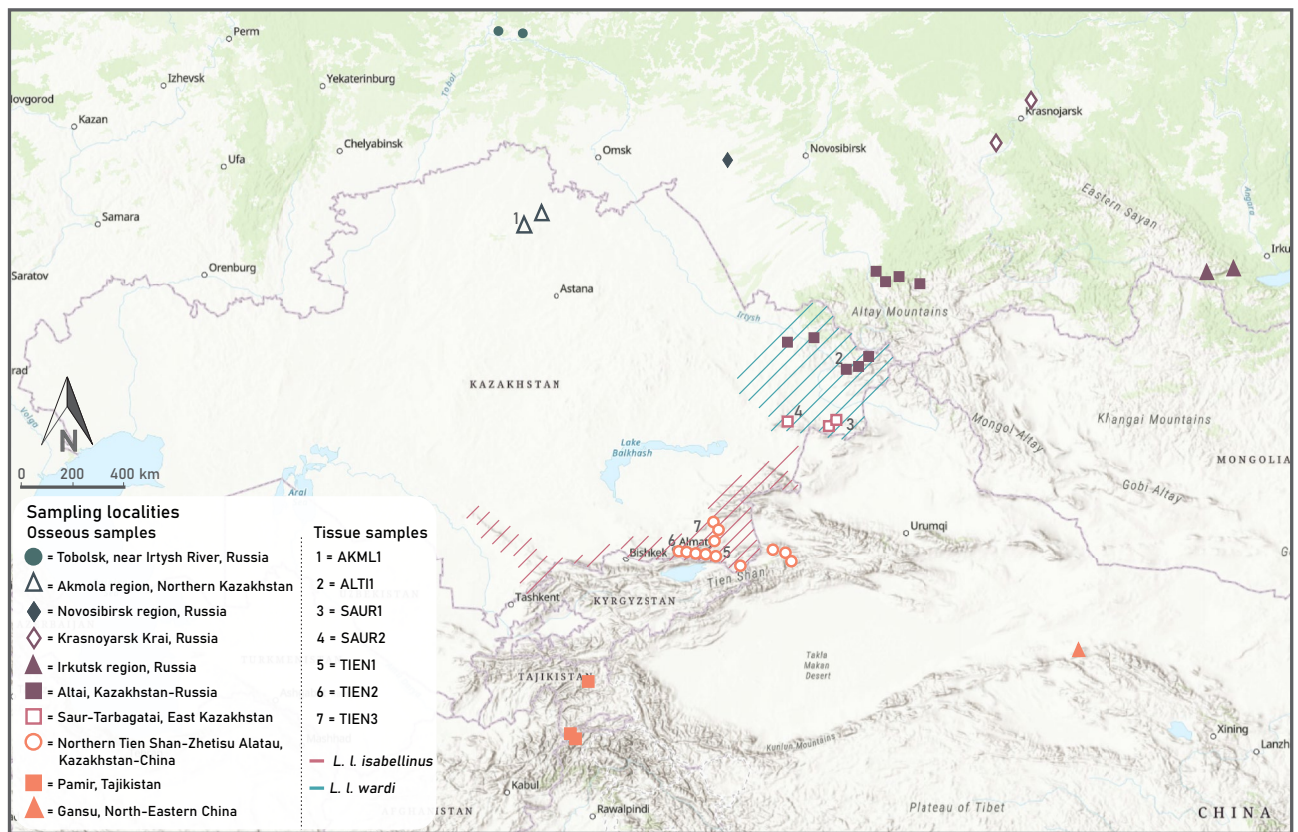 Perm
Izhevsk
Yekaterinburg
Tobol
ovgorod
Kazan
Krasnojarsk
Chelyabinsk
Omsk
Novosibirsk
Ufa
Eastern Sayan
Angara
Samara
1
Irku
Saratov
Orenburg
Astana
Irtysh
Altay Mountains
rad
2
KAZAKHSTAN
4
3
Volga
Mongol Altay
Khangai Mountains
N
Lake
Balkhash
MONGOLIA
0 200 400 km
Aral
Gobi Altay
7
Urumqi
6 Almat
Bishkek
5
G
Tien Shan
Tashkent
KYRGYZSTAN
Takla
Makan
Desert
TAJIKISTAN
Xining
Kunlun Mountains
Lanzh
Kabul
Rawalpindi
Plateau of Tibet
CHINA
AFGHANISTAN
Sampling localities
Osseous samples
= Tobolsk, near Irtysh River, Russia
= Akmola region, Northern Kazakhstan
= Novosibirsk region, Russia
= Krasnoyarsk Krai, Russia
= Irkutsk region, Russia
= Altai, Kazakhstan-Russia
= Saur-Tarbagatai, East Kazakhstan
= Northern Tien Shan-Zhetisu Alatau,
Kazakhstan-China
= Pamir, Tajikistan
= Gansu, North-Eastern China
Tissue samples
1 = AKML1
2 = ALTI1
3 = SAUR1
4 = SAUR2
5 = TIEN1
6 = TIEN2
7 = TIEN3
= L. l. isabellinus
= L. l. wardi